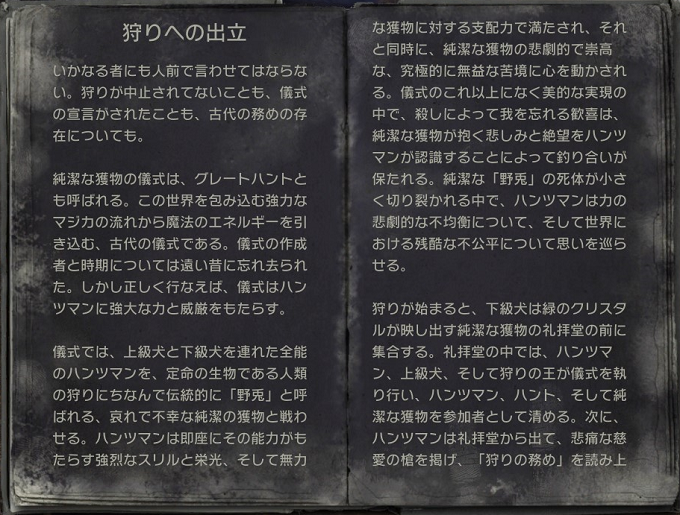 狩りへの出立
いかなる者にも人前で言わせてはならな
い。狩りが中止されてないことも、儀式
の宣言がされたことも、古代の務めの存
在についても。
純潔な獲物の儀式は、グレートハントと
も呼ばれる。この世界を包み込む強力な
マジカの流れから魔法のエネルギーを引
き込む、古代の儀式である。儀式の作成
者と時期については遠い昔に忘れ去られ
た。しかし正しく行なえば、儀式はハン
ツマンに強大な力と威厳をもたらす。
儀式では、上級犬と下級犬を連れた全能
のハンツマンを、定命の生物である人類
の狩りにちなんで伝統的に「野兎」と呼
ばれる、哀れで不幸な純潔の獲物と戦わ
せる。ハンツマンは即座にその能力がも
たらす強烈なスリルと栄光、そして無力
な獲物に対する支配力で満たされ、それ
と同時に、純潔な獲物の悲劇的で崇高
な、究極的に無益な苦境に心を動かされ
る。儀式のこれ以上になく美的な実現の
中で、殺しによって我を忘れる歓喜は、
純潔な獲物が抱く悲しみと絶望をハンツ
マンが認識することによって釣り合いが
保たれる。純潔な「野兎」の死体が小さ
く切り裂かれる中で、ハンツマンは力の
悲劇的な不均衡について、そして世界に
おける残酷な不公平について思いを巡ら
せる。
狩りが始まると、下級犬は緑のクリスタ
ルが映し出す純潔な獲物の礼拝堂の前に
集合する。礼拝堂の中では、ハンツマ
ン、上級犬、そして狩りの王が儀式を執
り行い、ハンツマン、ハント、そして純
潔な獲物を参加者として清める。次に、
ハンツマンは礼拝堂から出て、悲痛な慈
愛の槍を掲げ、「狩りの務め」を読み上